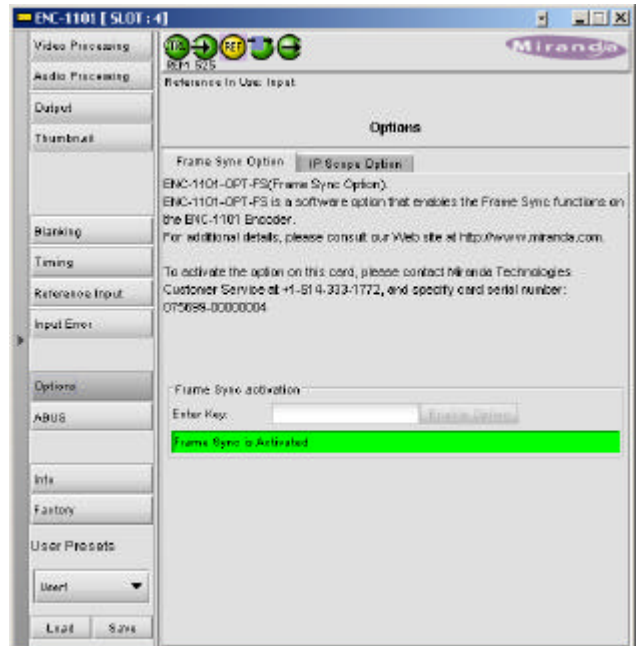 ENC-1101 [ SLOT : 4]
Video Processing
Audio Processing
Output
Thumbnail
Blanking
Timing
Reference Input
Input Error
Options
ABUS
Info
Factory
User Presets
User1
Load Save
REF
REM 525
Miranda
Reference In Use: Input
Options
Frame Sync Option IP Scope Option
ENC-1101-OPT-FS(Frame Sync Option).
ENC-1101-OPT-FS is a software option that enables the Frame Sync functions on
the ENC-1101 Encoder.
For additional details, please consult our Web site at http://www.miranda.com.
To activate the option on this card, please contact Miranda Technologies
Customer Service at +1-514-333-1772, and specify card serial number:
075699-00000004
Frame Sync activation
Enter Key: Enable Option
Frame Sync is Activated